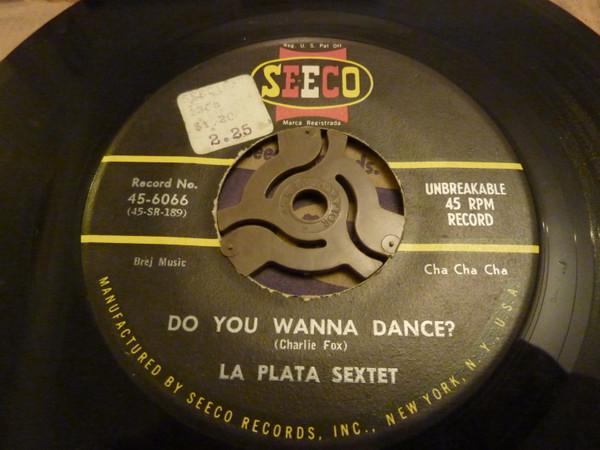 Reg. U. S. Pat Off
SEECO
Marca Registrada
2.25
Record No.
45-6066
(45-SR-189)
UNBREAKABLE
45 RPM
RECORD
Brej Music
Cha Cha Cha
DO YOU WANNA DANCE?
(Charlie Fox)
LA PLATA SEXTET
MANUFACTURED BY SEECO RECORDS, INC., NEW YORK, N.Y. U.S.A.